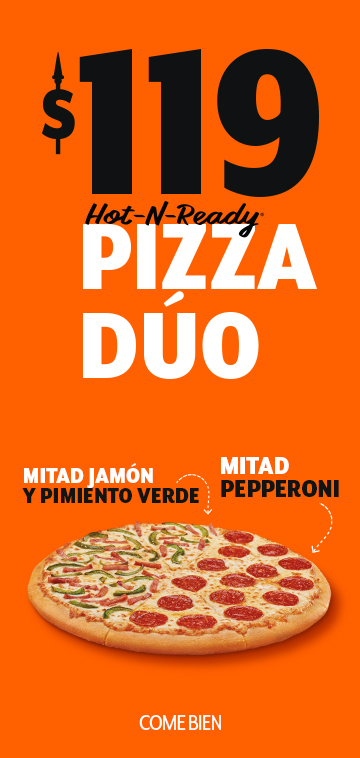 $119
Hot-N-Ready®
PIZZA
DÚO
MITAD JAMÓN
Y PIMIENTO VERDE
MITAD
PEPPERONI
COME BIEN